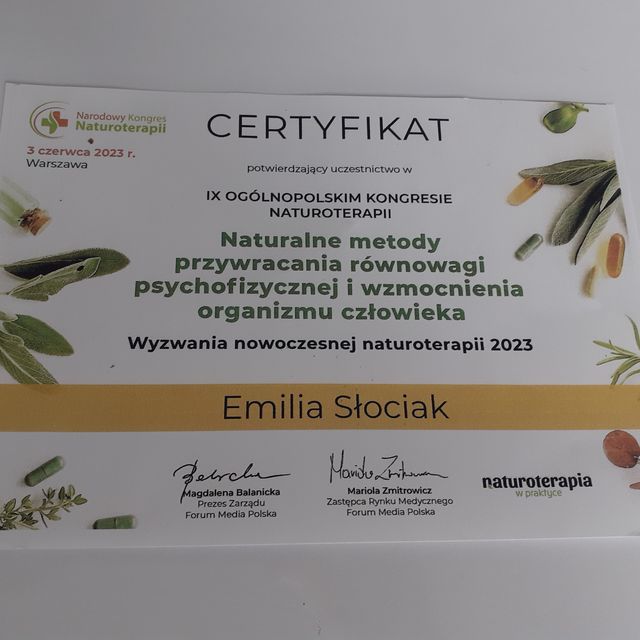 Narodowy Kongres
Naturoterapii
3 czerwca 2023 r.
Warszawa
CERTYFIKAT
potwierdzający uczestnictwo w
IX OGÓLNOPOLSKIM KONGRESIE
NATUROTERAPII
Naturalne metody
przywracania równowagi
psychofizycznej i wzmocnienia
organizmu człowieka
Wyzwania nowoczesnej naturoterapii 2023
Emilia Słociak
Magdalena Balanicka
Prezes Zarządu
Forum Media Polska
Mariola Zmitrowicz
Zastępca Rynku Medycznego
Forum Media Polska
naturoterapia
w praktyce